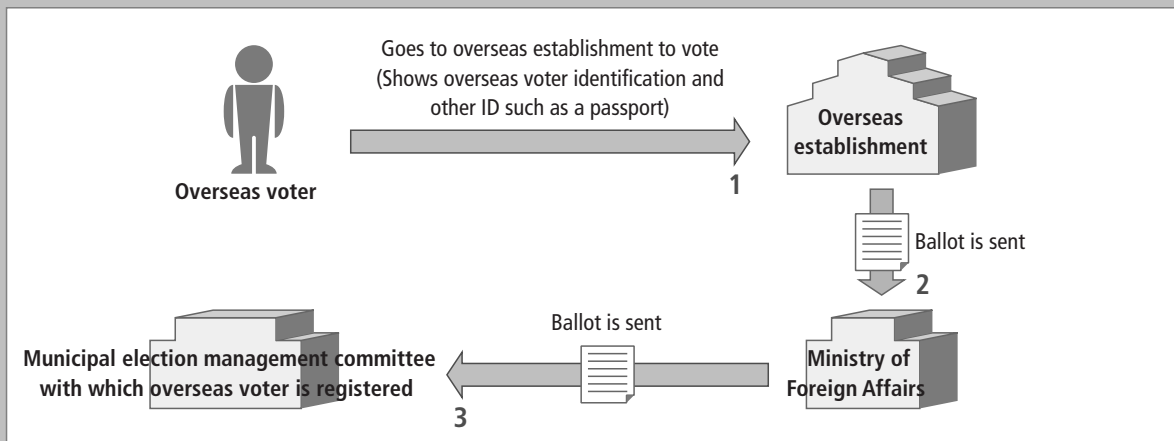 Goes to overseas establishment to vote
(Shows overseas voter identification and
other ID such as a passport)
Overseas
establishment
1
Overseas voter
Ballot is sent
2
Ballot is sent
Municipal election management committee
with which overseas voter is registered
Ministry of
Foreign Affairs
3